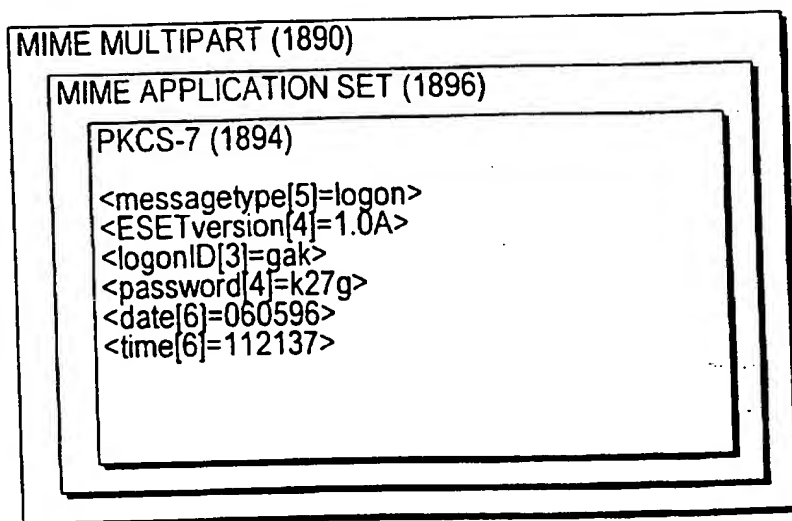 MIME MULTIPART (1890)
MIME APPLICATION SET (1896)
PKCS-7 (1894)
<messagetype[5]=logon>
<ESETversion[4]=1.0A>
<logonID[3]=gak>
<password[4]=k27g>
<date[6]=060596>
<time[6]=112137>